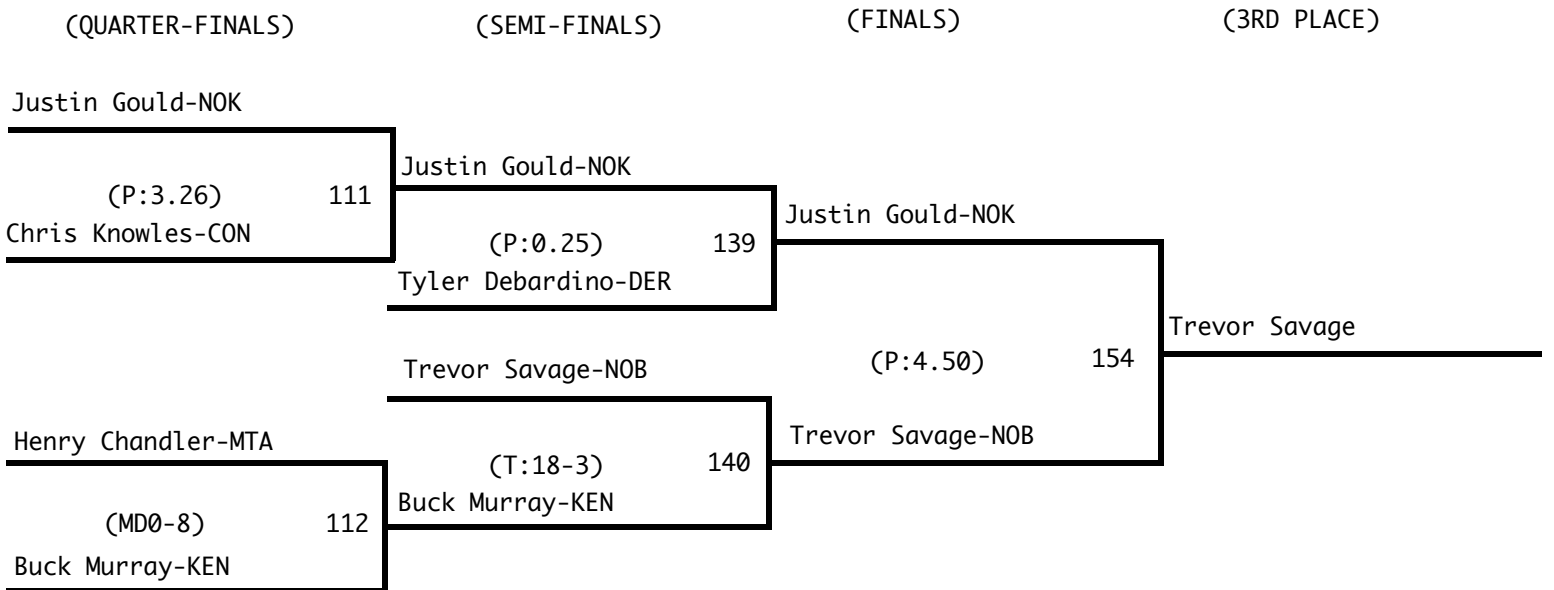 (QUARTER-FINALS)
(SEMI-FINALS)
(FINALS)
(3RD PLACE)
Justin Gould-NOK
(P:3.26)
111
Chris Knowles-CON
Justin Gould-NOK
(P:0.25)
139
Tyler Debardino-DER
Justin Gould-NOK
Trevor Savage-NOB
(P:4.50)
154
Trevor Savage
Henry Chandler-MTA
(MD0-8)
112
Buck Murray-KEN
(T:18-3)
140
Buck Murray-KEN
Trevor Savage-NOB